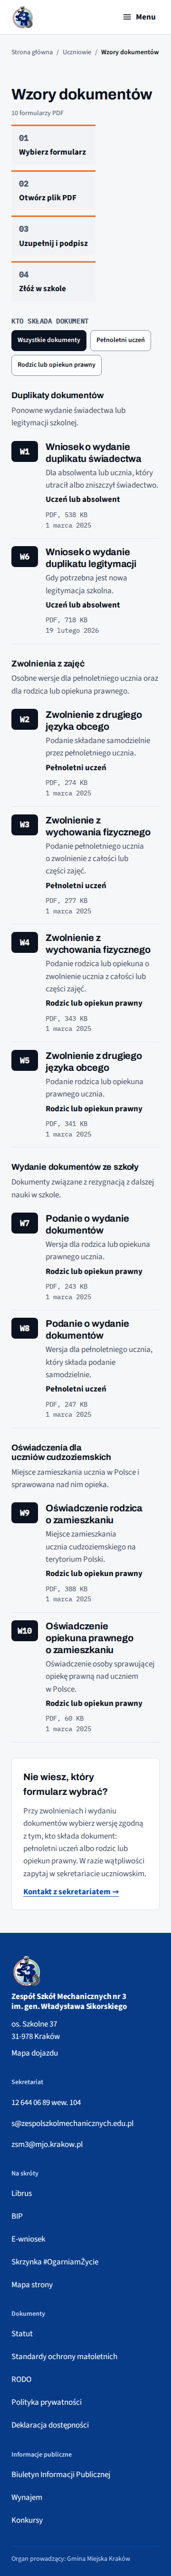 Menu
Strona główna / Uczniowie / Wzory dokumentów
Wzory dokumentów
10 formularzy PDF
01
Wybierz formularz
02
Otwórz plik PDF
03
Uzupełnij i podpisz
04
Złóż w szkole
KTO SKŁADA DOKUMENT
Wszystkie dokumenty
Pełnoletni uczeń
Rodzic lub opiekun prawny
Duplikaty dokumentów
Ponowne wydanie świadectwa lub
legitymacji szkolnej.
W1
Wniosek o wydanie
duplikatu świadectwa
Dla absolwenta lub ucznia, który
utracił albo zniszczył świadectwo.
Uczeń lub absolwent
PDF, 538 KB
1 marca 2025
W6
Wniosek o wydanie
duplikatu legitymacji
Gdy potrzebna jest nowa
legitymacja szkolna.
Uczeń lub absolwent
PDF, 718 KB
19 lutego 2026
Zwolnienia z zajęć
Osobne wersje dla pełnoletniego ucznia oraz
dla rodzica lub opiekuna prawnego.
W2
Zwolnienie z drugiego
języka obcego
Podanie składane samodzielnie
przez pełnoletniego ucznia.
Pełnoletni uczeń
PDF, 274 KB
1 marca 2025
W3
Zwolnienie z
wychowania fizycznego
Podanie pełnoletniego ucznia
o zwolnienie z całości lub
części zajęć.
Pełnoletni uczeń
PDF, 277 KB
1 marca 2025
W4
Zwolnienie z
wychowania fizycznego
Podanie rodzica lub opiekuna o
zwolnienie ucznia z całości lub
części zajęć.
Rodzic lub opiekun prawny
PDF, 343 KB
1 marca 2025
W5
Zwolnienie z drugiego
języka obcego
Podanie rodzica lub opiekuna
prawnego ucznia.
Rodzic lub opiekun prawny
PDF, 341 KB
1 marca 2025
Wydanie dokumentów ze szkoły
Dokumenty związane z rezygnacją z dalszej
nauki w szkole.
W7
Podanie o wydanie
dokumentów
Wersja dla rodzica lub opiekuna
prawnego ucznia.
Rodzic lub opiekun prawny
PDF, 243 KB
1 marca 2025
W8
Podanie o wydanie
dokumentów
Wersja dla pełnoletniego ucznia,
który składa podanie
samodzielnie.
Pełnoletni uczeń
PDF, 247 KB
1 marca 2025
Oświadczenia dla
uczniów cudzoziemskich
Miejsce zamieszkania ucznia w Polsce i
sprawowana nad nim opieka.
W9
Oświadczenie rodzica
o zamieszkaniu
Miejsce zamieszkania
ucznia cudzoziemskiego na
terytorium Polski.
Rodzic lub opiekun prawny
PDF, 388 KB
1 marca 2025
W10
Oświadczenie
opiekuna prawnego
o zamieszkaniu
Oświadczenie osoby sprawującej
opiekę prawną nad uczniem
w Polsce.
Rodzic lub opiekun prawny
PDF, 60 KB
1 marca 2025
Nie wiesz, który
formularz wybrać?
Przy zwolnieniach i wydaniu
dokumentów wybierz wersję zgodną
z tym, kto składa dokument:
pełnoletni uczeń albo rodzic lub
opiekun prawny. W razie wątpliwości
zapytaj w sekretariacie uczniowskim.
Kontakt z sekretariatem →
Zespół Szkół Mechanicznych nr 3
im. gen. Władysława Sikorskiego
os. Szkolne 37
31-978 Kraków
Mapa dojazdu
Sekretariat
12 644 06 89 wew. 104
s@zespolszkolmechanicznych.edu.pl
zsm3@mjo.krakow.pl
Na skróty
Librus
BIP
E-wniosek
Skrzynka #OgarniamŻycie
Mapa strony
Dokumenty
Statut
Standardy ochrony małoletnich
RODO
Polityka prywatności
Deklaracja dostępności
Informacje publiczne
Biuletyn Informacji Publicznej
Wynajem
Konkursy
Organ prowadzący: Gmina Miejska Kraków